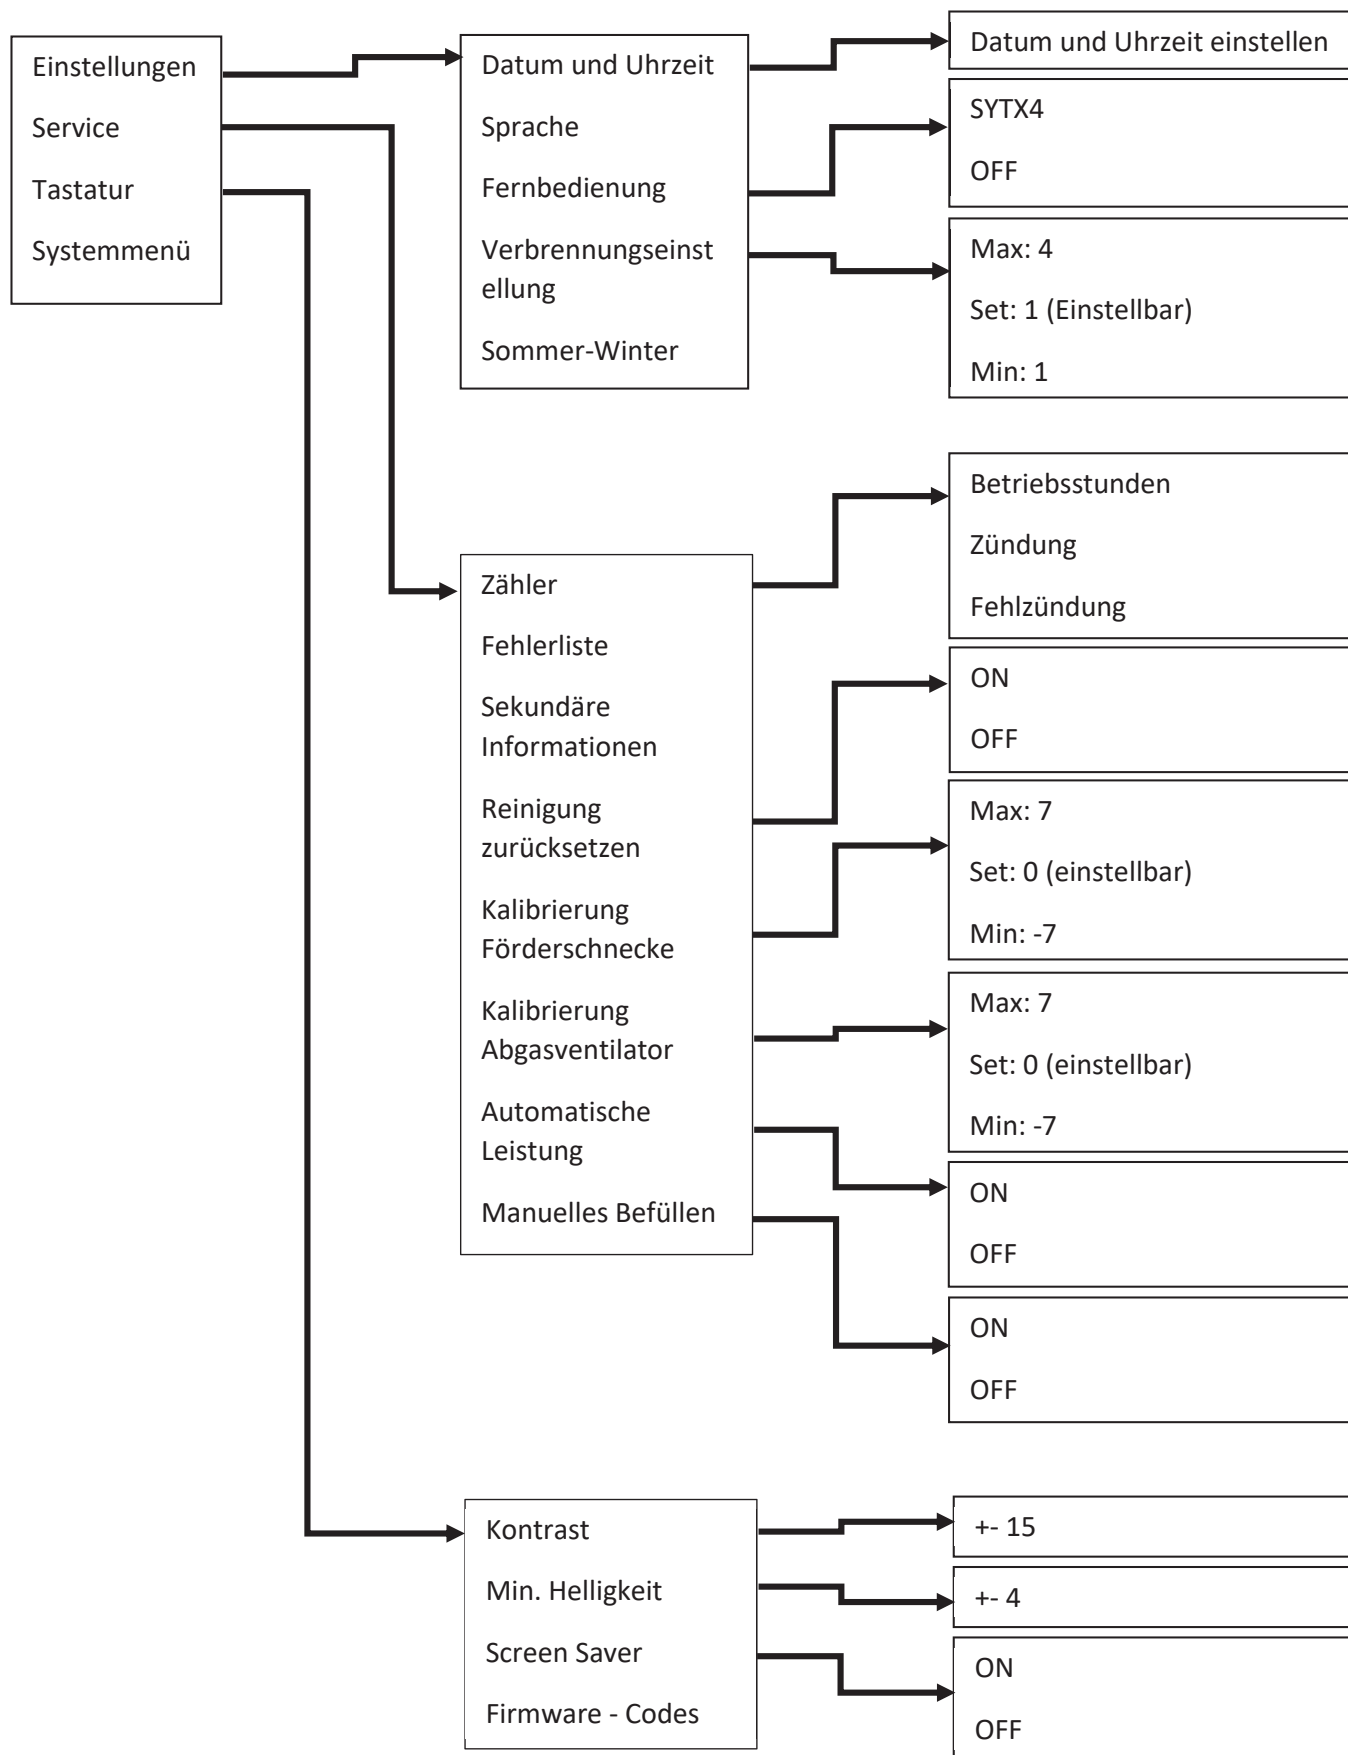 Einstellungen
Service
Tastatur
Systemmenü
Datum und Uhrzeit
Sprache
Fernbedienung
Verbrennungseinst
ellung
Sommer-Winter
Datum und Uhrzeit einstellen
SYTX4
OFF
Max: 4
Set: 1 (Einstellbar)
Min: 1
Zähler
Fehlerliste
Sekundäre
Informationen
Reinigung
zurücksetzen
Kalibrierung
Förderschnecke
Kalibrierung
Abgasventilator
Automatische
Leistung
Manuelles Befüllen
Betriebsstunden
Zündung
Fehlzündung
ON
OFF
Max: 7
Set: 0 (einstellbar)
Min: -7
Max: 7
Set: 0 (einstellbar)
Min: -7
ON
OFF
ON
OFF
Kontrast
Min. Helligkeit
Screen Saver
Firmware - Codes
+- 15
+- 4
ON
OFF